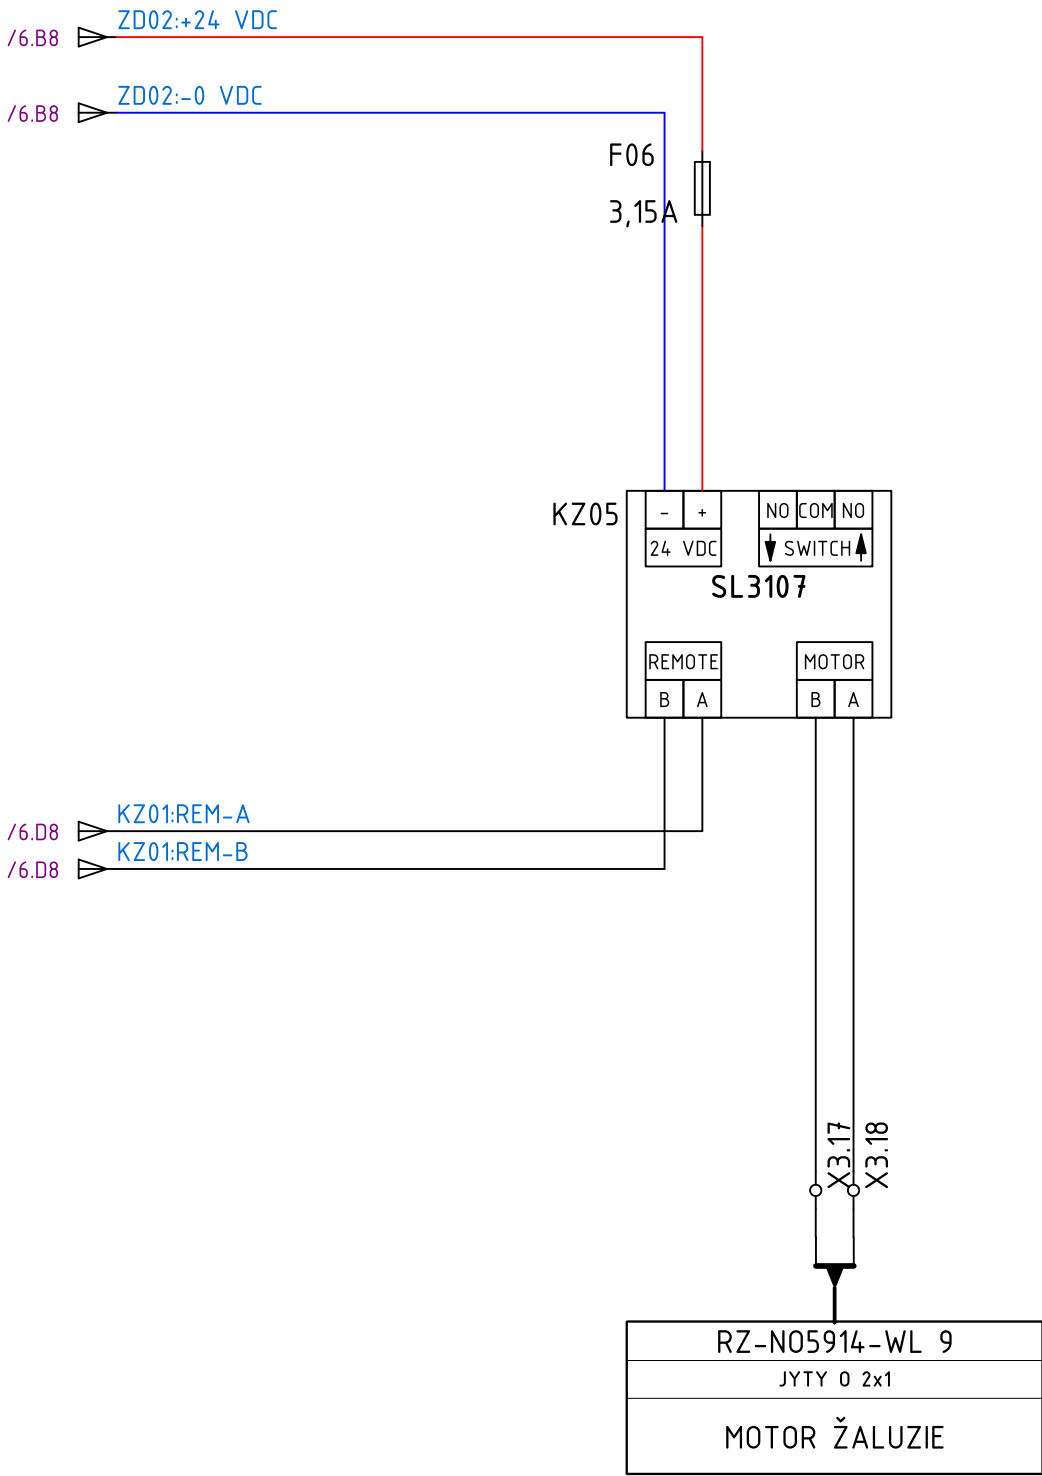 ZD02:+24 VDC
/6.B8
ZD02:-0 VDC
/6.B8
F06
3,15A
KZ05
- + NO COM NO
24 VDC SWITCH
SL3107
REMOTE MOTOR
B A B A
KZ01:REM-A
/6.D8
KZ01:REM-B
/6.D8
X3.17
X3.18
RZ-NO5914-WL 9
JYTY O 2x1
MOTOR ŽALUZIE